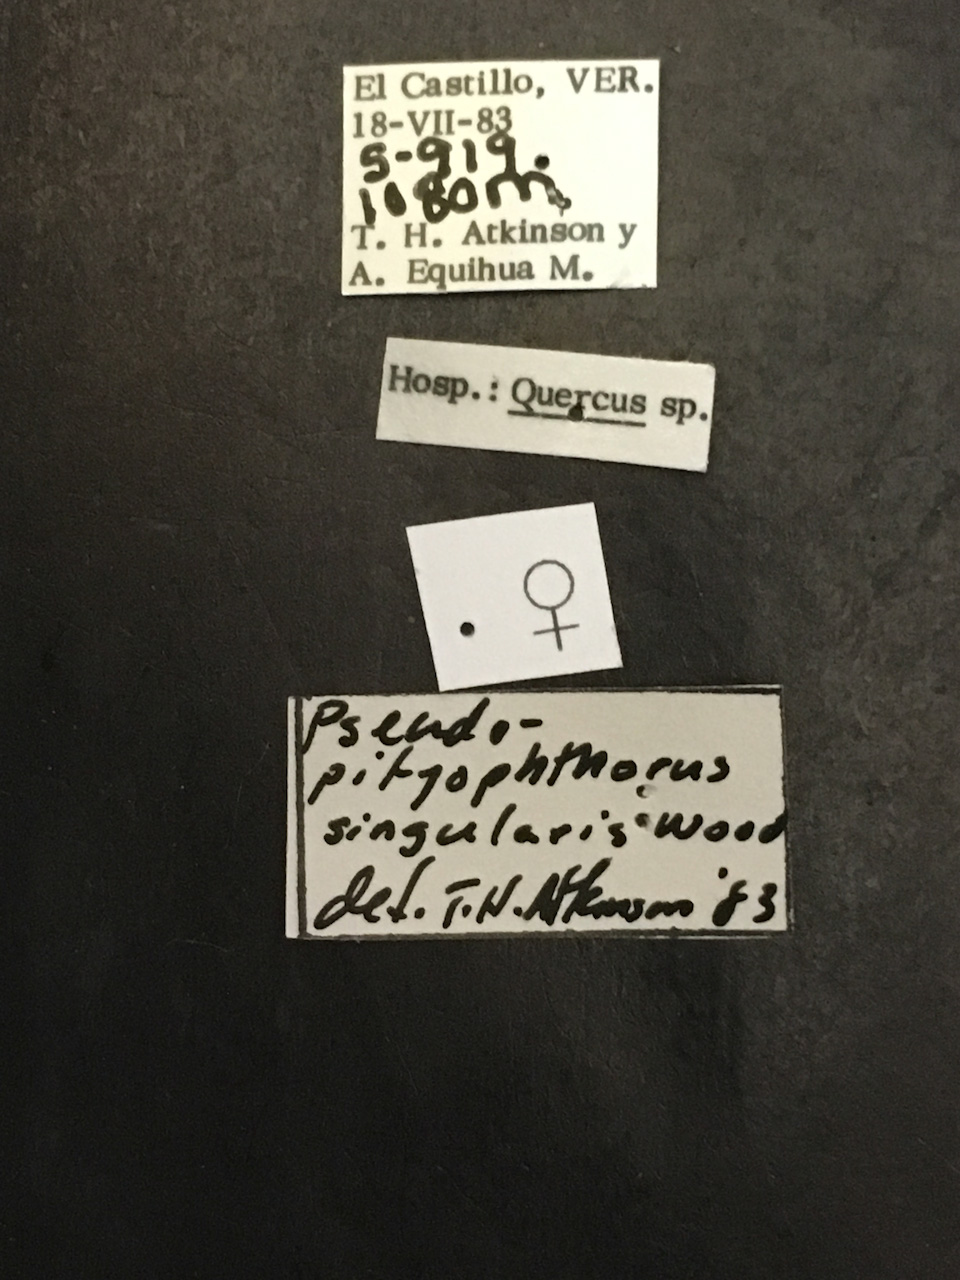 El Castillo, VER.
18-VII-83
S-919.
1080m
T. H. Atkinson y
A. Equihua M.
Hosp.: Quercus sp.
♀
Pseudo-
pityophthorus
singularis Wood
det. T.H. Atkinson '83